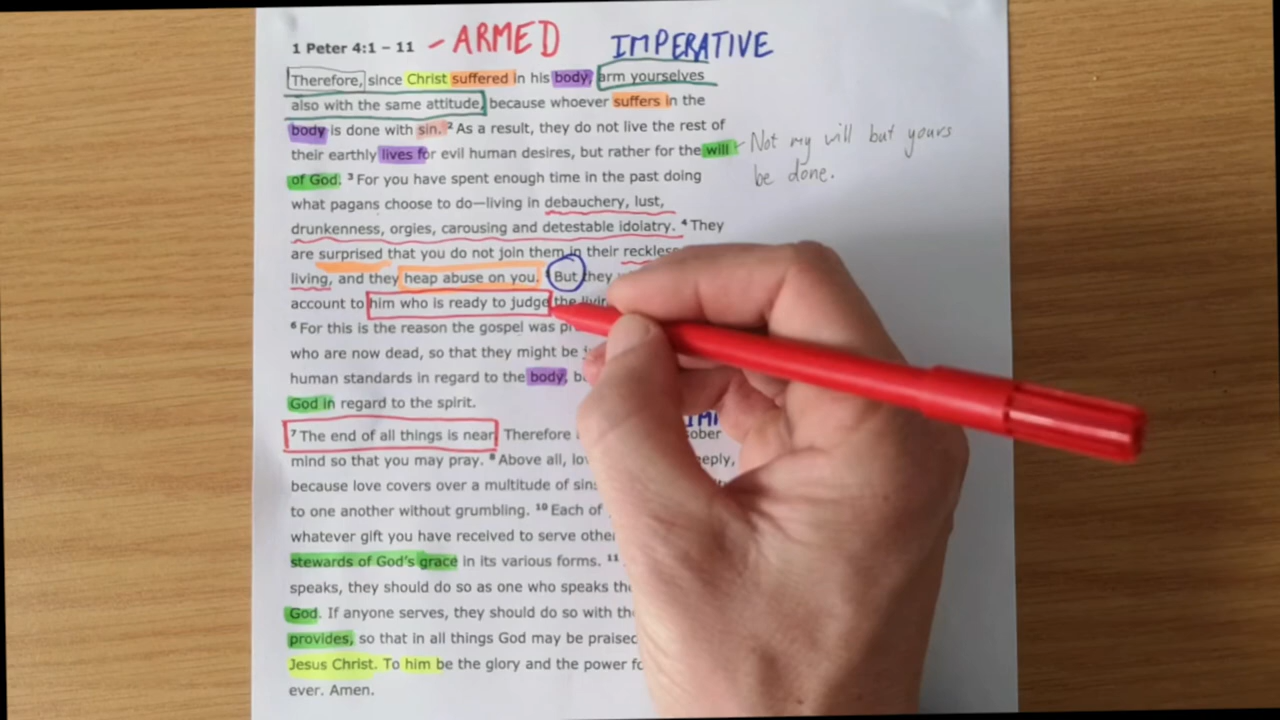 1 Peter 4:1 – 11 - ARMED IMPERATIVE
Therefore, since Christ suffered in his body, arm yourselves
also with the same attitude, because whoever suffers in the
body is done with sin. ² As a result, they do not live the rest of
their earthly lives for evil human desires, but rather for the will - Not my will but yours
be done.
of God. ³ For you have spent enough time in the past doing
what pagans choose to do—living in debauchery, lust,
drunkenness, orgies, carousing and detestable idolatry. ⁴ They
are surprised that you do not join them in their reckless
living, and they heap abuse on you. But they
account to him who is ready to judge the
⁶ For this is the reason the gospel was
who are now dead, so that they might be
human standards in regard to the body,
God in regard to the spirit.
⁷ The end of all things is near. Therefore sober
mind so that you may pray. ⁸ Above all,
because love covers over a multitude of
to one another without grumbling. ¹⁰ Each of
whatever gift you have received to serve
stewards of God's grace in its various forms. ¹¹
speaks, they should do so as one who speaks
God. If anyone serves, they should do so with
provides, so that in all things God may be praised
Jesus Christ. To him be the glory and the power
ever. Amen.